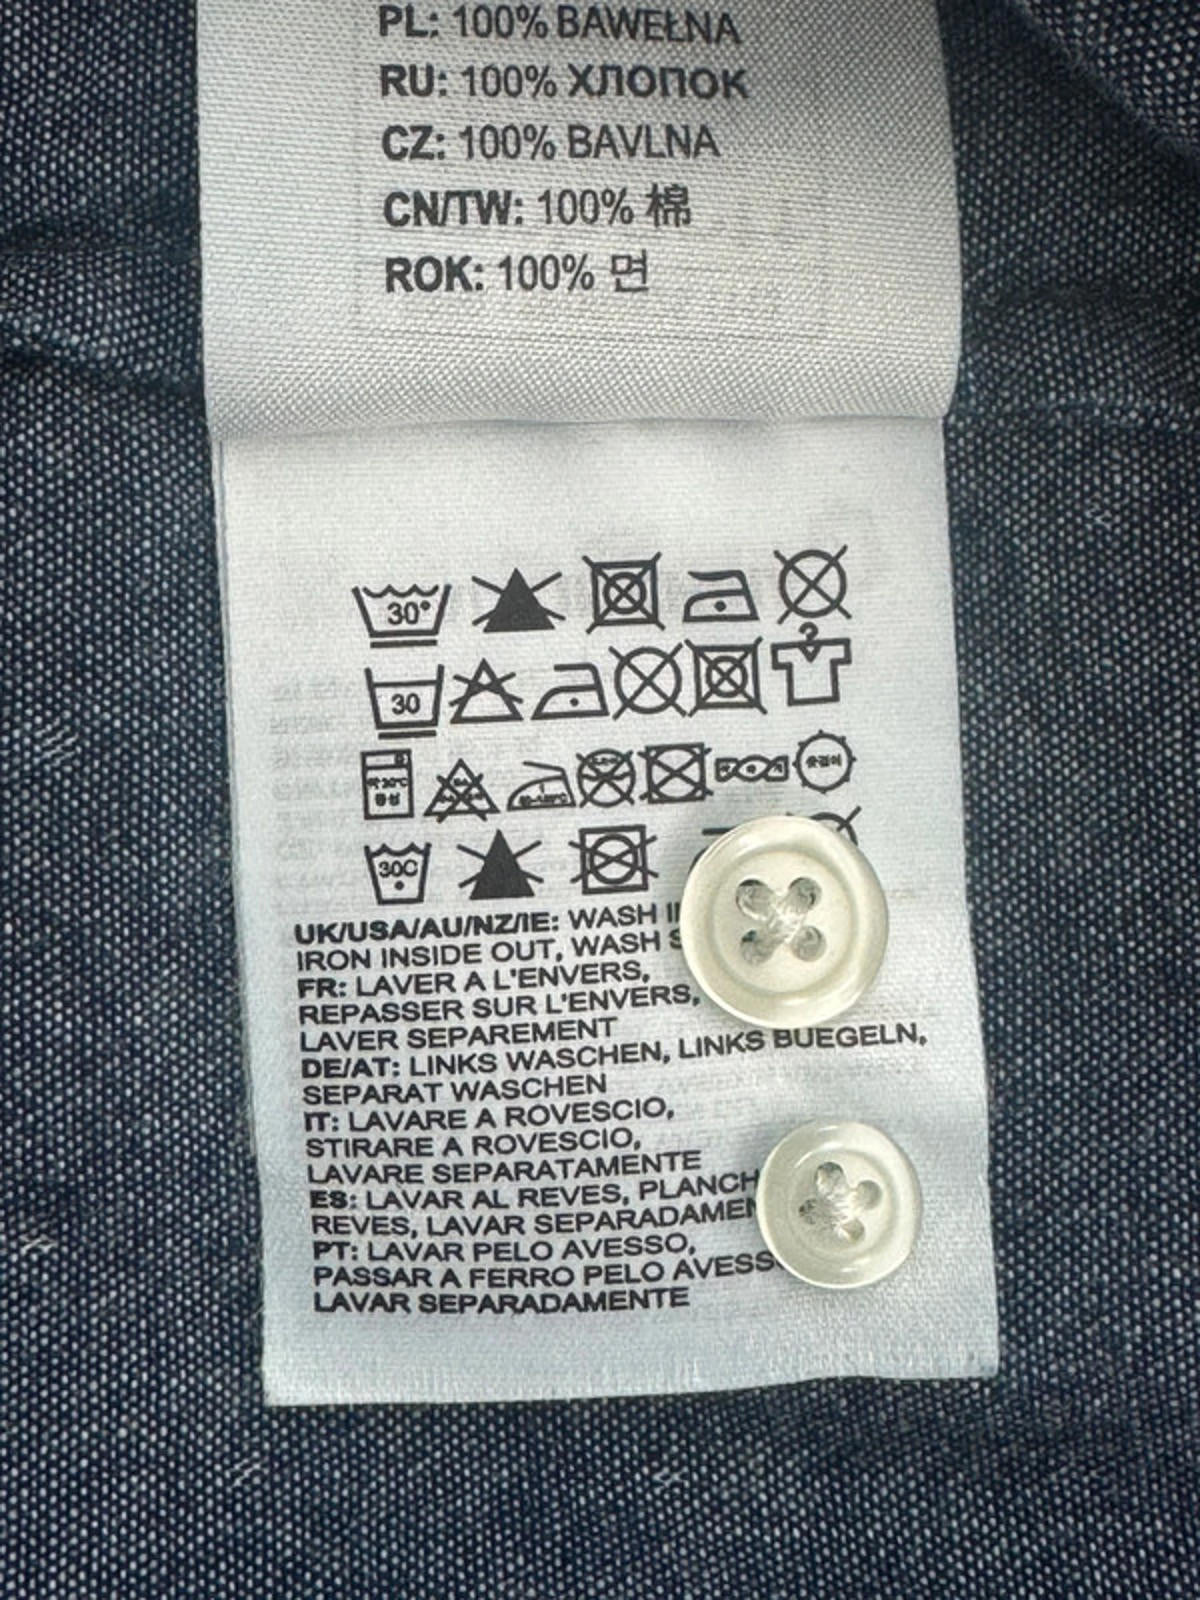 PL: 100% BAWEŁNA
RU: 100% ХЛОПОК
CZ: 100% BAVLNA
CN/TW: 100% 棉
ROK: 100% 면
30°
30
중성
30C
UK/USA/AU/NZ/IE: WASH
IRON INSIDE OUT, WASH
FR: LAVER A L'ENVERS,
REPASSER SUR L'ENVERS,
LAVER SEPAREMENT
DE/AT: LINKS WASCHEN, LINKS BUEGELN,
SEPARAT WASCHEN
IT: LAVARE A ROVESCIO,
STIRARE A ROVESCIO,
LAVARE SEPARATAMENTE
ES: LAVAR AL REVES, PLANCH
REVES, LAVAR SEPARADAMEN
PT: LAVAR PELO AVESSO,
PASSAR A FERRO PELO AVESS
LAVAR SEPARADAMENTE